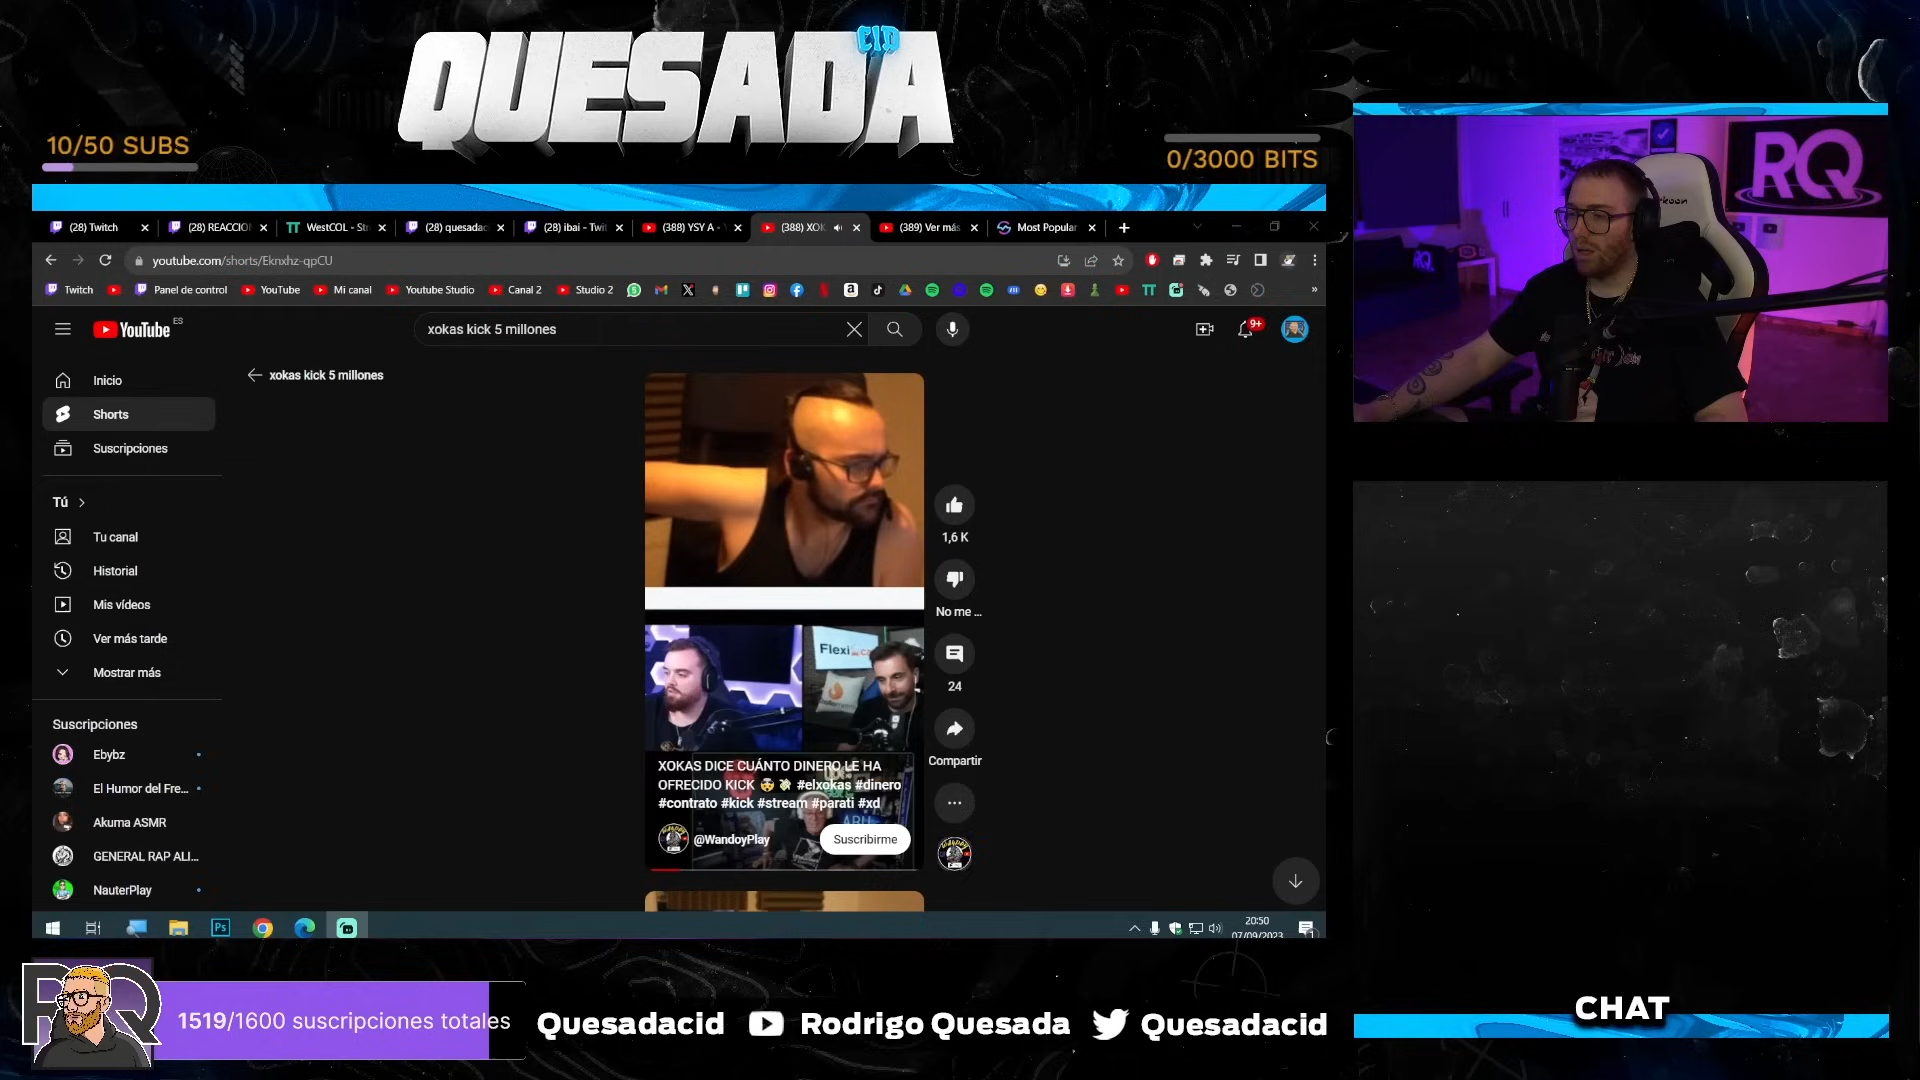 QUESADA
CID
10/50 SUBS
0/3000 BITS
(28) Twitch
(28) REACCIO
WestCOL - Str
(28) quesadac
(28) ibai - Twit
(388) YSY A -
(388) XOK
(389) Ver más
Most Popular
youtube.com/shorts/Eknxhz-qpCU
Twitch
Panel de control
YouTube
Mi canal
Youtube Studio
Canal 2
Studio 2
YouTube ES
xokas kick 5 millones
9+
Inicio
xokas kick 5 millones
Shorts
Suscripciones
Tú
Tu canal
Historial
Mis vídeos
Ver más tarde
Mostrar más
Suscripciones
Ebybz
El Humor del Fre...
Akuma ASMR
GENERAL RAP ALI...
NauterPlay
1,6 K
No me ...
24
Compartir
XOKAS DICE CUÁNTO DINERO LE HA
OFRECIDO KICK 🤯 💸 #elxokas #dinero
#contrato #kick #stream #parati #xd
@WandoyPlay
Suscribirme
Ps
20:50
07/09/2023
RQ
RQ
1519/1600 suscripciones totales
Quesadacid
Rodrigo Quesada
Quesadacid
CHAT